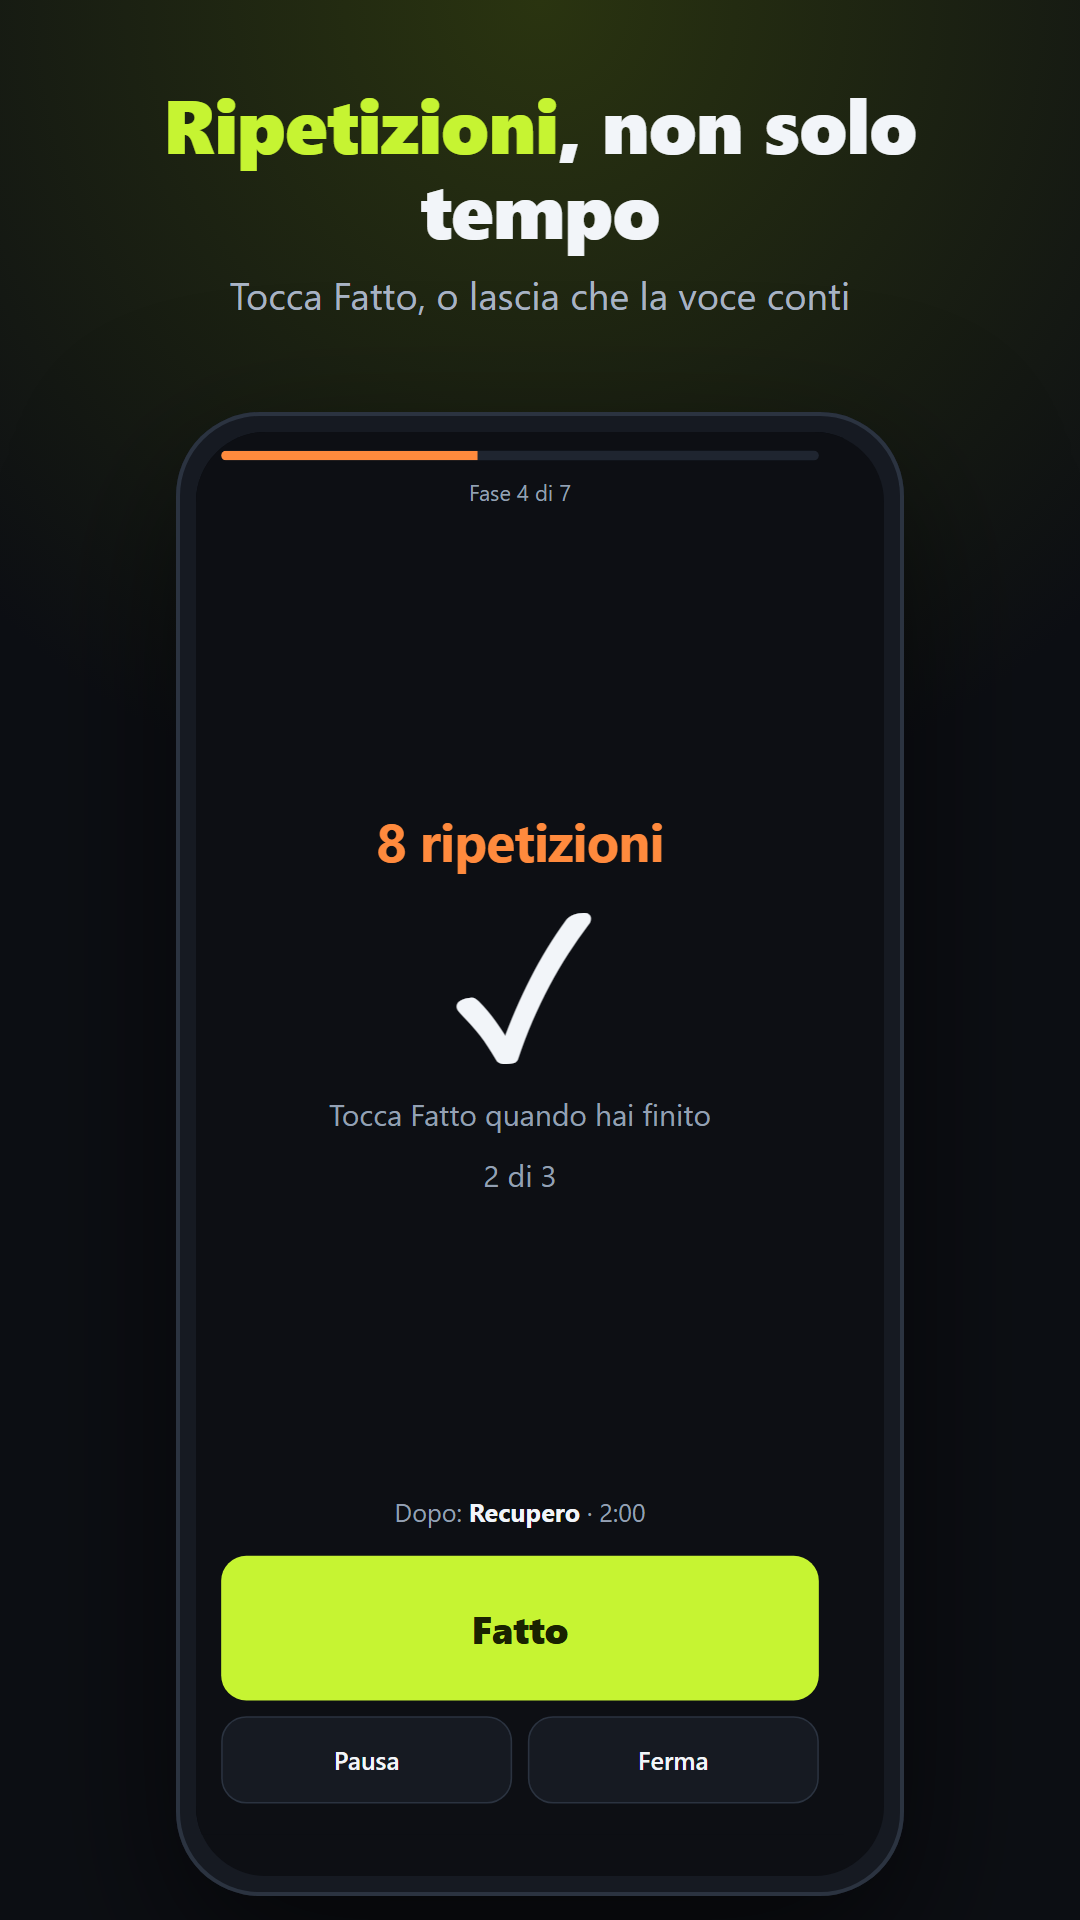 Ripetizioni, non solo
tempo
Tocca Fatto, o lascia che la voce conti
Fase 4 di 7
8 ripetizioni
Tocca Fatto quando hai finito
2 di 3
Dopo: Recupero · 2:00
Fatto
Pausa
Ferma